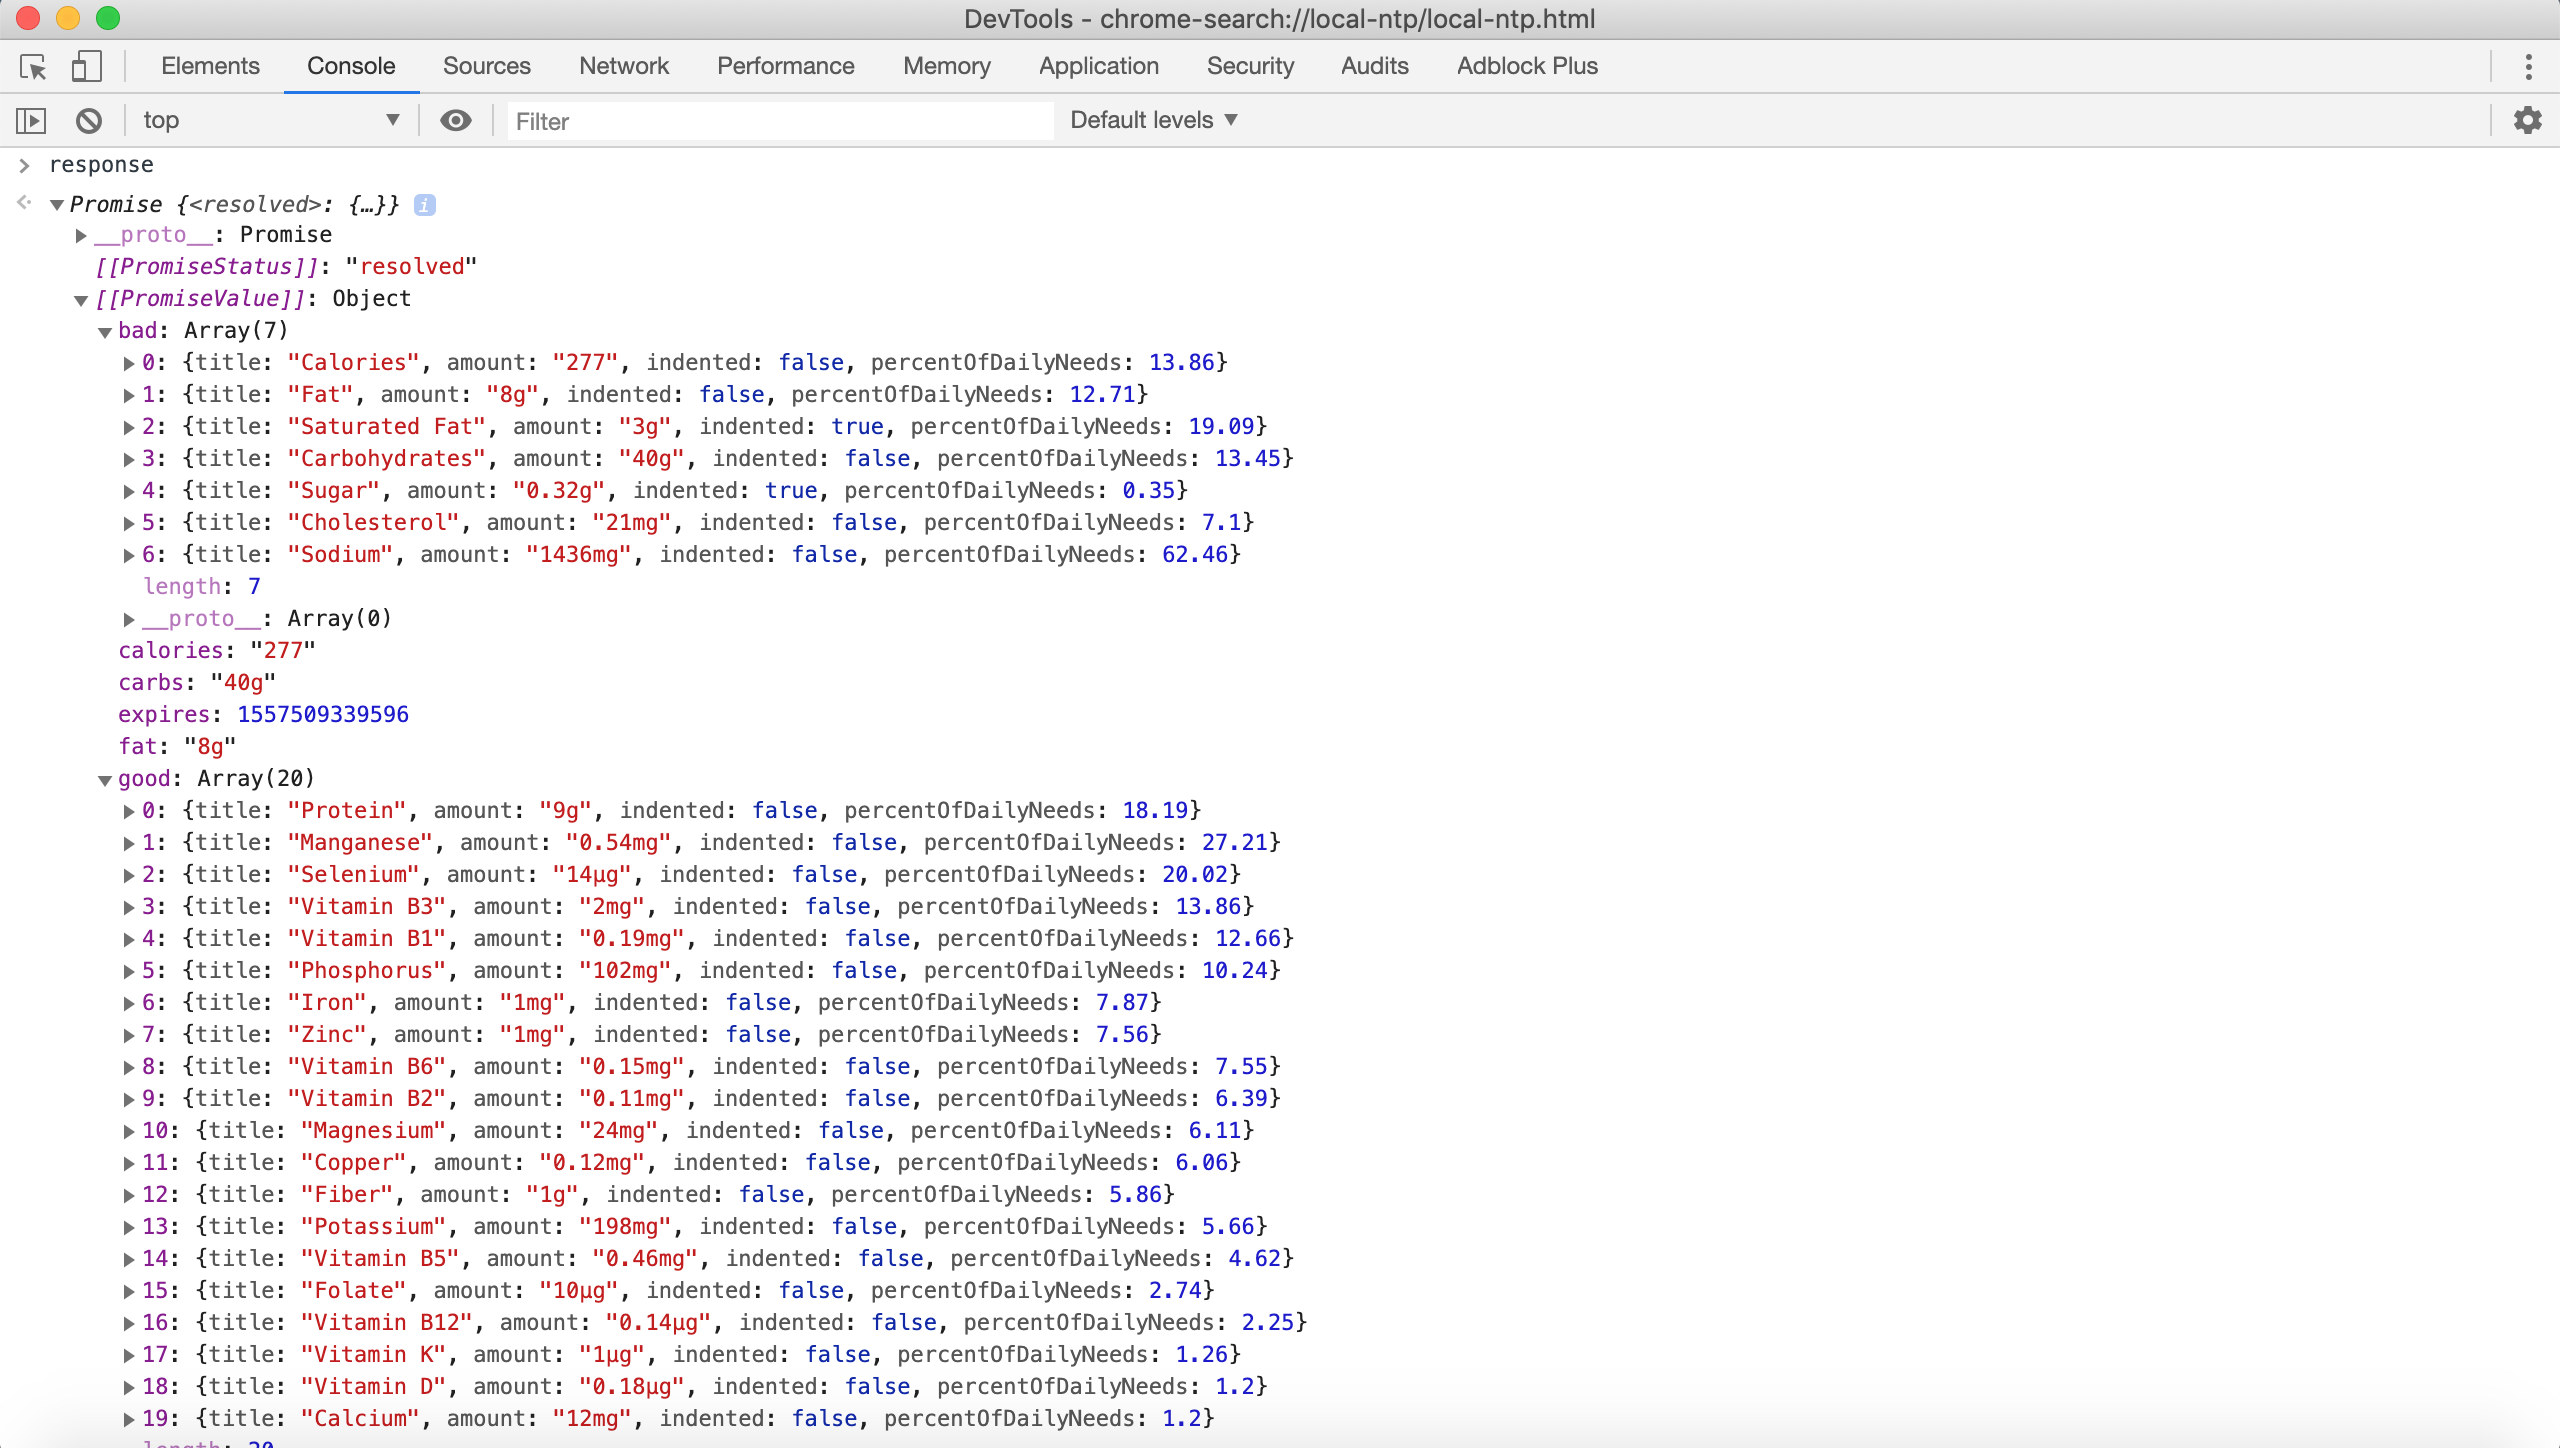 DevTools - chrome-search://local-ntp/local-ntp.html
Elements Console Sources Network Performance Memory Application Security Audits Adblock Plus
top Filter Default levels
response
Promise {<resolved>: {…}} i
__proto__: Promise
[[PromiseStatus]]: "resolved"
[[PromiseValue]]: Object
bad: Array(7)
0: {title: "Calories", amount: "277", indented: false, percentOfDailyNeeds: 13.86}
1: {title: "Fat", amount: "8g", indented: false, percentOfDailyNeeds: 12.71}
2: {title: "Saturated Fat", amount: "3g", indented: true, percentOfDailyNeeds: 19.09}
3: {title: "Carbohydrates", amount: "40g", indented: false, percentOfDailyNeeds: 13.45}
4: {title: "Sugar", amount: "0.32g", indented: true, percentOfDailyNeeds: 0.35}
5: {title: "Cholesterol", amount: "21mg", indented: false, percentOfDailyNeeds: 7.1}
6: {title: "Sodium", amount: "1436mg", indented: false, percentOfDailyNeeds: 62.46}
length: 7
__proto__: Array(0)
calories: "277"
carbs: "40g"
expires: 1557509339596
fat: "8g"
good: Array(20)
0: {title: "Protein", amount: "9g", indented: false, percentOfDailyNeeds: 18.19}
1: {title: "Manganese", amount: "0.54mg", indented: false, percentOfDailyNeeds: 27.21}
2: {title: "Selenium", amount: "14µg", indented: false, percentOfDailyNeeds: 20.02}
3: {title: "Vitamin B3", amount: "2mg", indented: false, percentOfDailyNeeds: 13.86}
4: {title: "Vitamin B1", amount: "0.19mg", indented: false, percentOfDailyNeeds: 12.66}
5: {title: "Phosphorus", amount: "102mg", indented: false, percentOfDailyNeeds: 10.24}
6: {title: "Iron", amount: "1mg", indented: false, percentOfDailyNeeds: 7.87}
7: {title: "Zinc", amount: "1mg", indented: false, percentOfDailyNeeds: 7.56}
8: {title: "Vitamin B6", amount: "0.15mg", indented: false, percentOfDailyNeeds: 7.55}
9: {title: "Vitamin B2", amount: "0.11mg", indented: false, percentOfDailyNeeds: 6.39}
10: {title: "Magnesium", amount: "24mg", indented: false, percentOfDailyNeeds: 6.11}
11: {title: "Copper", amount: "0.12mg", indented: false, percentOfDailyNeeds: 6.06}
12: {title: "Fiber", amount: "1g", indented: false, percentOfDailyNeeds: 5.86}
13: {title: "Potassium", amount: "198mg", indented: false, percentOfDailyNeeds: 5.66}
14: {title: "Vitamin B5", amount: "0.46mg", indented: false, percentOfDailyNeeds: 4.62}
15: {title: "Folate", amount: "10µg", indented: false, percentOfDailyNeeds: 2.74}
16: {title: "Vitamin B12", amount: "0.14µg", indented: false, percentOfDailyNeeds: 2.25}
17: {title: "Vitamin K", amount: "1µg", indented: false, percentOfDailyNeeds: 1.26}
18: {title: "Vitamin D", amount: "0.18µg", indented: false, percentOfDailyNeeds: 1.2}
19: {title: "Calcium", amount: "12mg", indented: false, percentOfDailyNeeds: 1.2}
length: 20